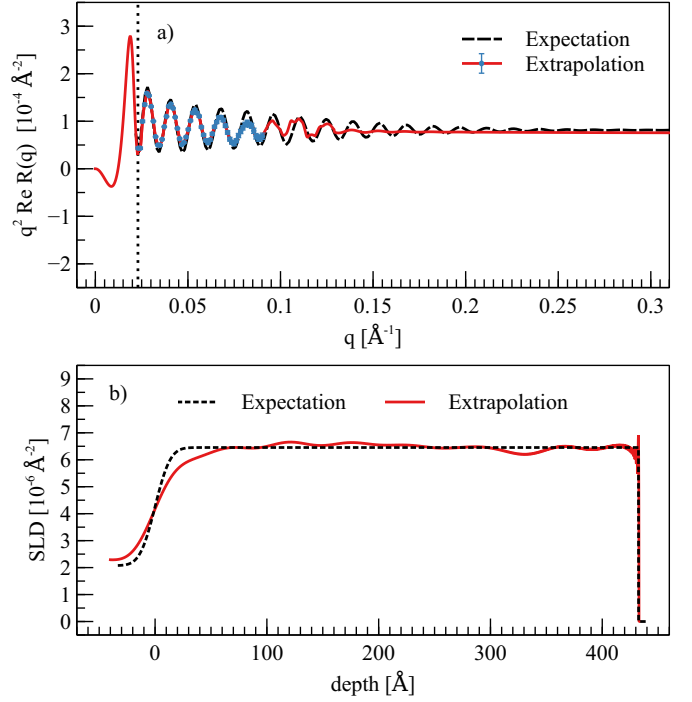 a)
Expectation
Extrapolation
q² Re R(q) [10⁻⁴ Å⁻²]
3
2
1
0
−1
−2
0
0.05
0.1
0.15
0.2
0.25
0.3
q [Å⁻¹]
b)
Expectation
Extrapolation
SLD [10⁻⁶ Å⁻²]
9
8
7
6
5
4
3
2
1
0
0
100
200
300
400
depth [Å]